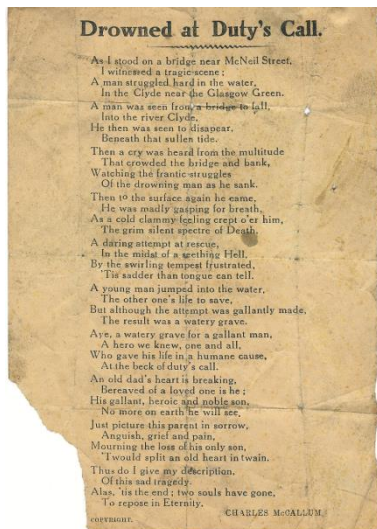 Drowned at Duty's Call.
As I stood on a bridge near McNeil Street,
I witnessed a tragic scene ;
A man struggled hard in the water,
In the Clyde near the Glasgow Green.
A man was seen from a bridge to fall,
Into the river Clyde,
He then was seen to disapear,
Beneath that sullen tide.
Then a cry was heard from the multitude
That crowded the bridge and bank,
Watching the frantic struggles
Of the drowning man as he sank.
Then to the surface again he came,
He was madly gasping for breath,
As a cold clammy feeling crept o'er him,
The grim silent spectre of Death.
A daring attempt at rescue,
In the midst of a seething Hell,
By the swirling tempest frustrated,
'Tis sadder than tongue can tell.
A young man jumped into the water,
The other one's life to save,
But although the attempt was gallantly made,
The result was a watery grave.
Aye, a watery grave for a gallant man,
A hero we knew, one and all,
Who gave his life in a humane cause,
At the beck of duty's call.
An old dad's heart is breaking,
Bereaved of a loved one is he ;
His gallant, heroic and noble son,
No more on earth he will see.
Just picture this parent in sorrow,
Anguish, grief and pain,
Mourning the loss of his only son,
'Twould split an old heart in twain.
Thus do I give my description,
Of this sad tragedy,
Alas, 'tis the end ; two souls have gone,
To repose in Eternity.
CHARLES McCALLUM.
COPYRIGHT.